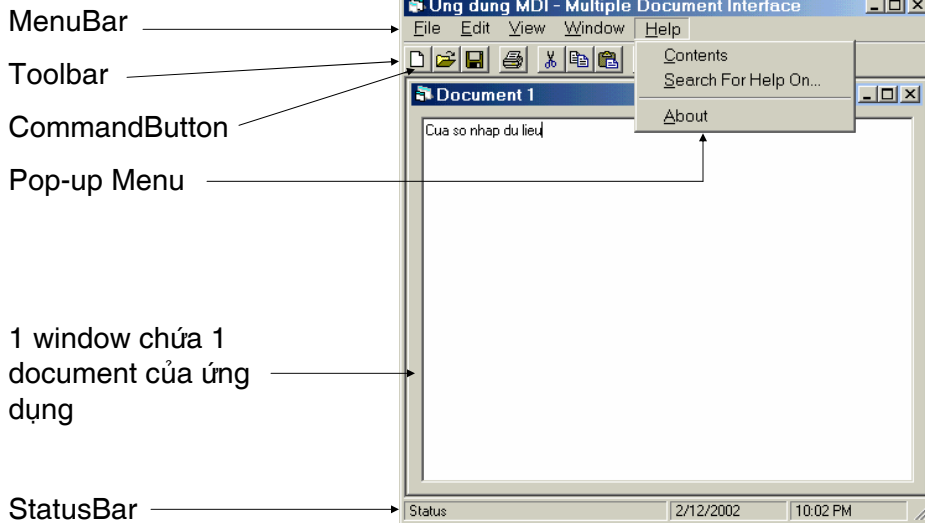 MenuBar
Toolbar
CommandButton
Pop-up Menu
1 window chứa 1
document của ứng
dụng
StatusBar
Ung dung MDI - Multiple Document Interface
File Edit View Window Help
Contents
Search For Help On...
About
Document 1
Cua so nhap du lieu
Status 2/12/2002 10:02 PM